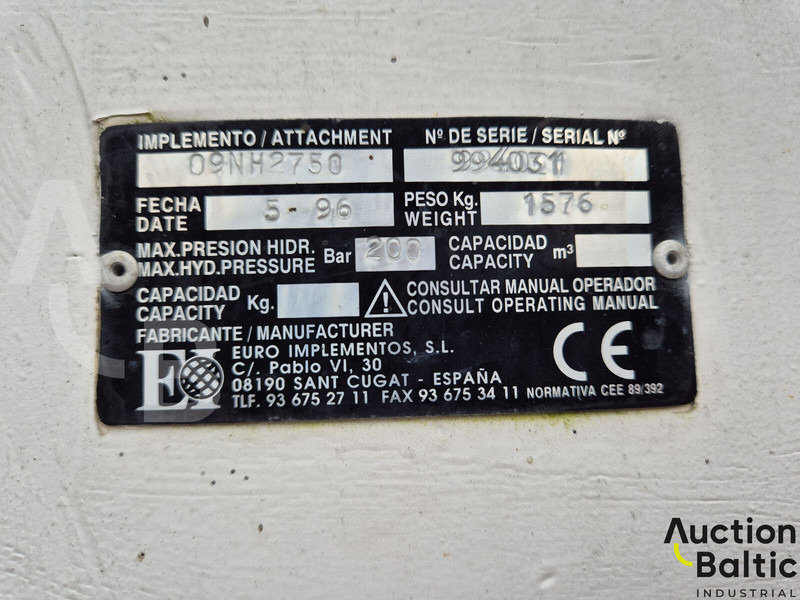 IMPLEMENTO / ATTACHMENT Nº DE SERIE / SERIAL Nº
09NH2750 994031
FECHA DATE 5-96 PESO Kg. WEIGHT 1576
MAX. PRESION HIDR. MAX. HYD. PRESSURE Bar 200 CAPACIDAD CAPACITY m³
CAPACIDAD CAPACITY Kg. CONSULTAR MANUAL OPERADOR
CONSULT OPERATING MANUAL
FABRICANTE / MANUFACTURER
EI EURO IMPLEMENTOS, S.L.
C/. Pablo VI, 30
08190 SANT CUGAT - ESPAÑA
TLF. 93 675 27 11 FAX 93 675 34 11 NORMATIVA CEE 89/392
CE
Auction
Baltic
INDUSTRIAL